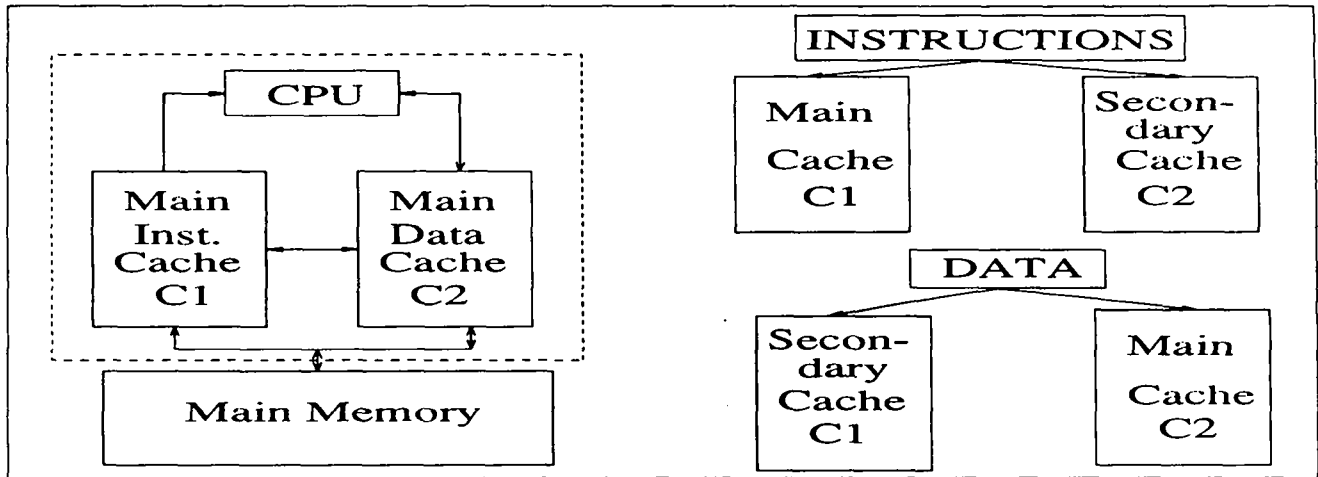 CPU
Main
Inst.
Cache
C1
Main
Data
Cache
C2
Main Memory
INSTRUCTIONS
Main
Cache
C1
Secon-
dary
Cache
C2
DATA
Secon-
dary
Cache
C1
Main
Cache
C2